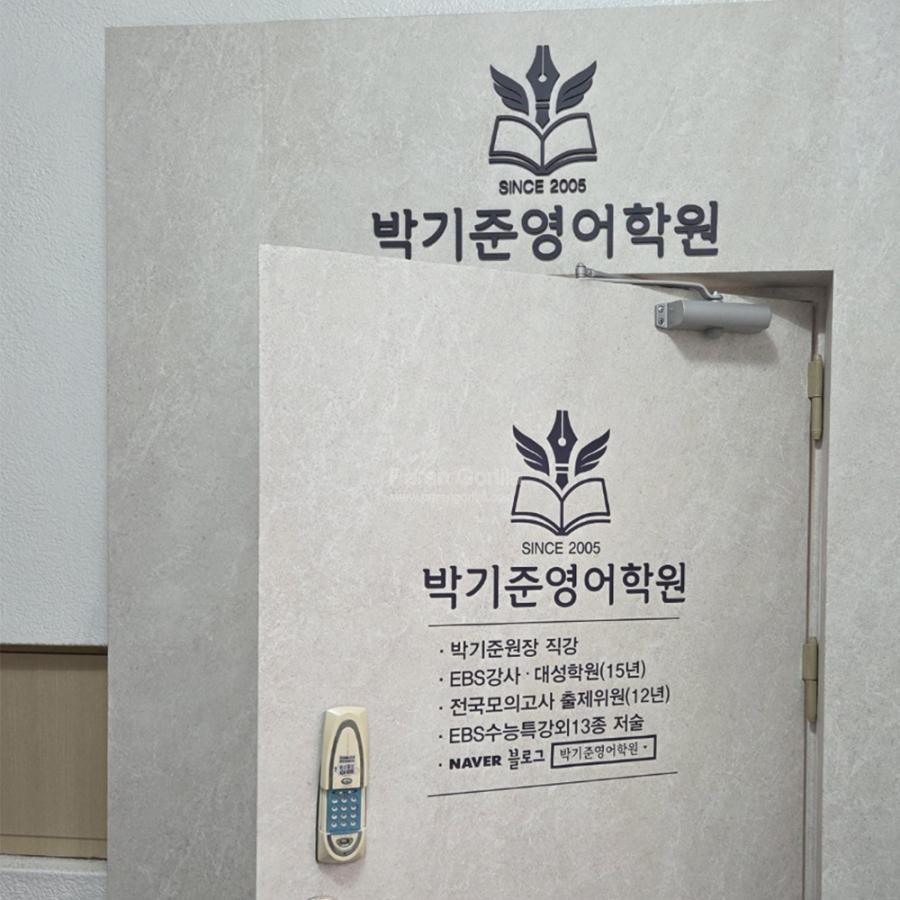 SINCE 2005
박기준영어학원
SINCE 2005
박기준영어학원
· 박기준원장 직강
· EBS강사 · 대성학원(15년)
· 전국모의고사 출제위원(12년)
· EBS수능특강외13종 저술
· NAVER 블로그 박기준영어학원